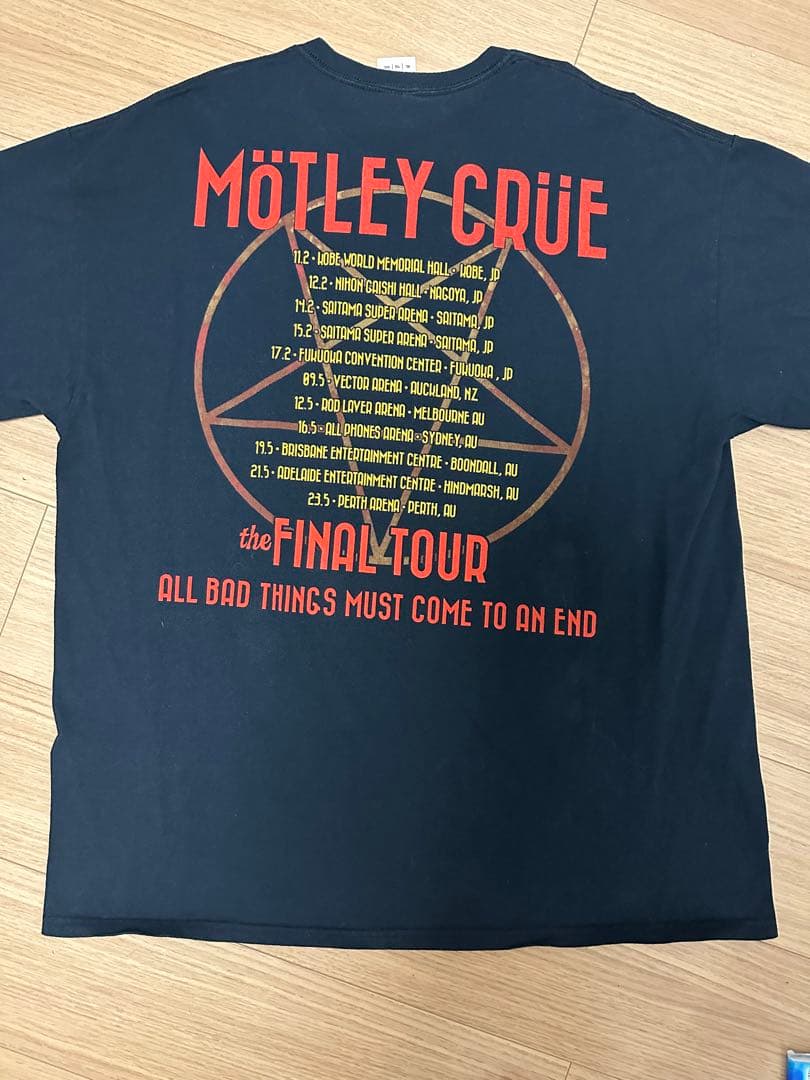 MÖTLEY CRÜE
11.2 • KOBE WORLD MEMORIAL HALL • KOBE, JP
12.2 • NIHON GAISHI HALL • NAGOYA, JP
14.2 • SAITAMA SUPER ARENA • SAITAMA, JP
15.2 • SAITAMA SUPER ARENA • SAITAMA, JP
17.2 • FUKUOKA CONVENTION CENTER • FUKUOKA , JP
09.5 • VECTOR ARENA • AUCKLAND, NZ
12.5 • ROD LAVER ARENA • MELBOURNE AU
16.5 • ALL PHONES ARENA • SYDNEY, AU
19.5 • BRISBANE ENTERTAINMENT CENTRE • BOONDALL, AU
21.5 • ADELAIDE ENTERTAINMENT CENTRE • HINDMARSH, AU
23.5 • PERTH ARENA • PERTH, AU
the FINAL TOUR
ALL BAD THINGS MUST COME TO AN END